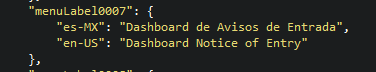 "menuLabel0007": {
"es-MX": "Dashboard de Avisos de Entrada",
"en-US": "Dashboard Notice of Entry"
},